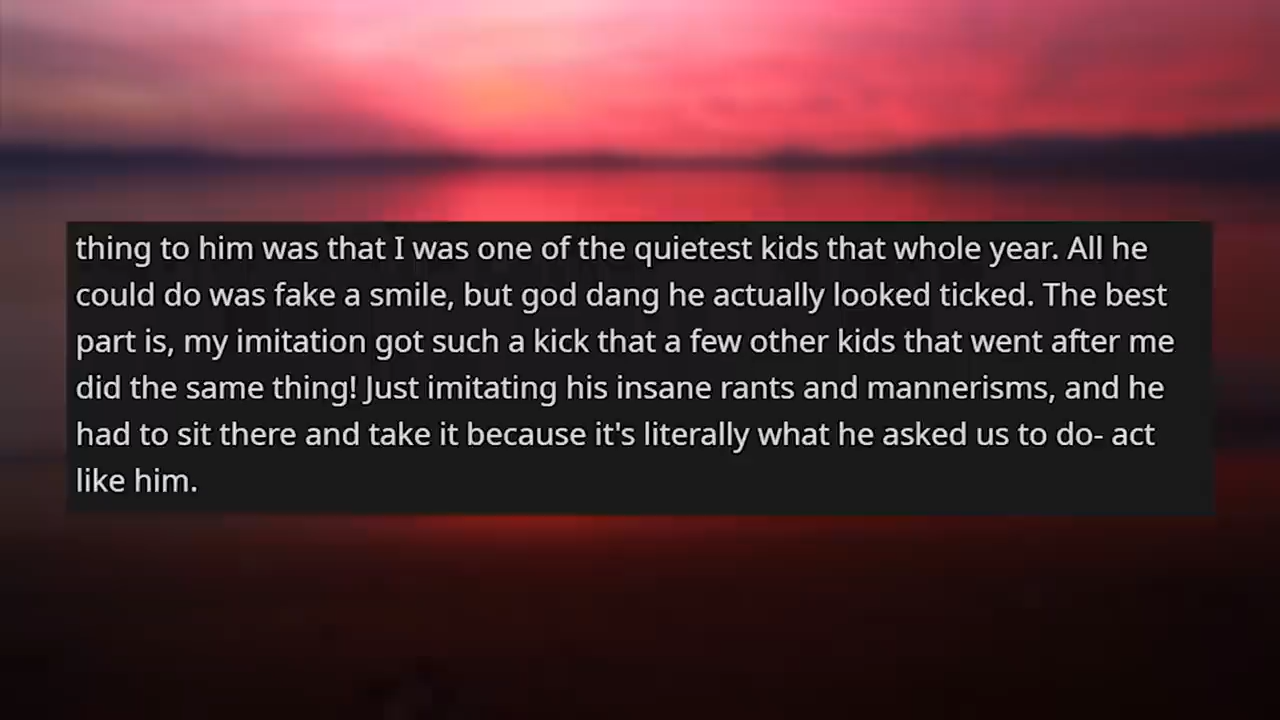 thing to him was that I was one of the quietest kids that whole year. All he
could do was fake a smile, but god dang he actually looked ticked. The best
part is, my imitation got such a kick that a few other kids that went after me
did the same thing! Just imitating his insane rants and mannerisms, and he
had to sit there and take it because it's literally what he asked us to do- act
like him.